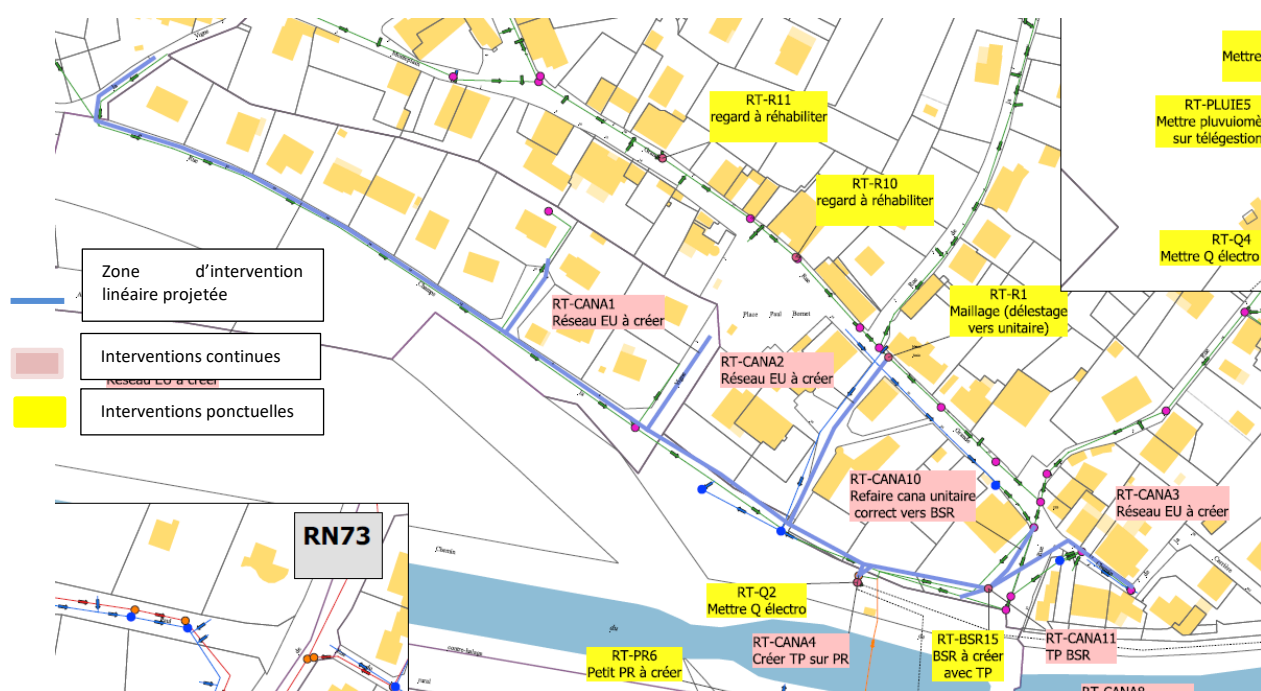 Mettre
RT-PLUIE5
Mettre pluviomè
sur télégestion
RT-R11
regard à réhabiliter
RT-R10
regard à réhabiliter
RT-Q4
Mettre Q électro
Zone d'intervention
linéaire projetée
Interventions continues
Réseau EU à créer
Interventions ponctuelles
RT-CANA1
Réseau EU à créer
RT-R1
Maillage (délestage
vers unitaire)
Place Paul Bonnet
RT-CANA2
Réseau EU à créer
RT-CANA10
Refaire cana unitaire
correct vers BSR
RT-CANA3
Réseau EU à créer
RN73
Chemin
RT-Q2
Mettre Q électro
RT-CANA4
Créer TP sur PR
RT-BSR15
BSR à créer
avec TP
RT-CANA11
TP BSR
RT-PR6
Petit PR à créer
RT-CANA8